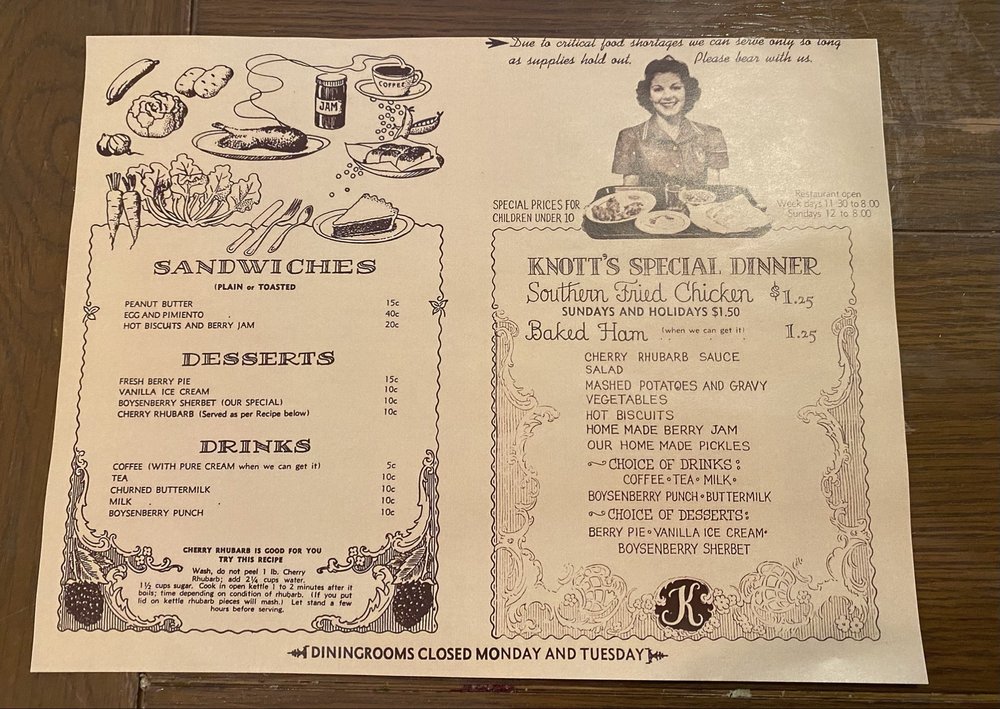 Due to critical food shortages we can serve only so long
as supplies hold out. Please bear with us.
JAM
COFFEE
SPECIAL PRICES FOR
CHILDREN UNDER 10
Restaurant open
Week days 11:30 to 8:00
Sundays 12 to 8:00
SANDWICHES
(PLAIN or TOASTED
PEANUT BUTTER 15c
EGG AND PIMIENTO 40c
HOT BISCUITS AND BERRY JAM 20c
DESSERTS
FRESH BERRY PIE 15c
VANILLA ICE CREAM 10c
BOYSENBERRY SHERBET (OUR SPECIAL) 10c
CHERRY RHUBARB (Served as per Recipe below) 10c
DRINKS
COFFEE (WITH PURE CREAM when we can get it) 5c
TEA 10c
CHURNED BUTTERMILK 10c
MILK 10c
BOYSENBERRY PUNCH 10c
CHERRY RHUBARB IS GOOD FOR YOU
TRY THIS RECIPE
Wash, do not peel 1 lb. Cherry
Rhubarb; add 2¼ cups water,
1½ cups sugar. Cook in open kettle 1 to 2 minutes after it
boils; time depending on condition of rhubarb. (If you put
lid on kettle rhubarb pieces will mash.) Let stand a few
hours before serving.
KNOTT'S SPECIAL DINNER
Southern Fried Chicken $1.25
SUNDAYS AND HOLIDAYS $1.50
Baked Ham (when we can get it) 1.25
CHERRY RHUBARB SAUCE
SALAD
MASHED POTATOES AND GRAVY
VEGETABLES
HOT BISCUITS
HOME MADE BERRY JAM
OUR HOME MADE PICKLES
CHOICE OF DRINKS:
COFFEE•TEA•MILK•
BOYSENBERRY PUNCH•BUTTERMILK
CHOICE OF DESSERTS:
BERRY PIE•VANILLA ICE CREAM•
BOYSENBERRY SHERBET
K
DININGROOMS CLOSED MONDAY AND TUESDAY